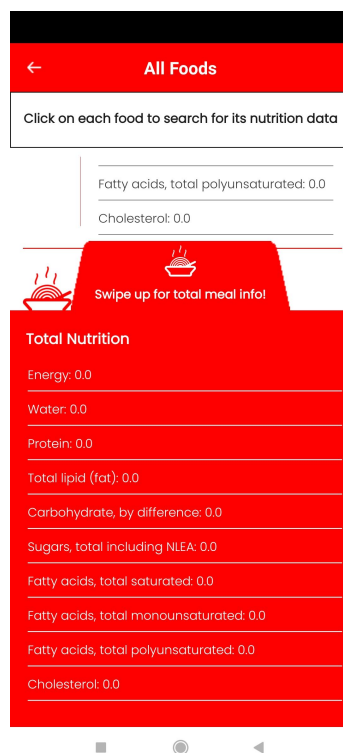 All Foods
Click on each food to search for its nutrition data
Fatty acids, total polyunsaturated: 0.0
Cholesterol: 0.0
Swipe up for total meal info!
Total Nutrition
Energy: 0.0
Water: 0.0
Protein: 0.0
Total lipid (fat): 0.0
Carbohydrate, by difference: 0.0
Sugars, total including NLEA: 0.0
Fatty acids, total saturated: 0.0
Fatty acids, total monounsaturated: 0.0
Fatty acids, total polyunsaturated: 0.0
Cholesterol: 0.0